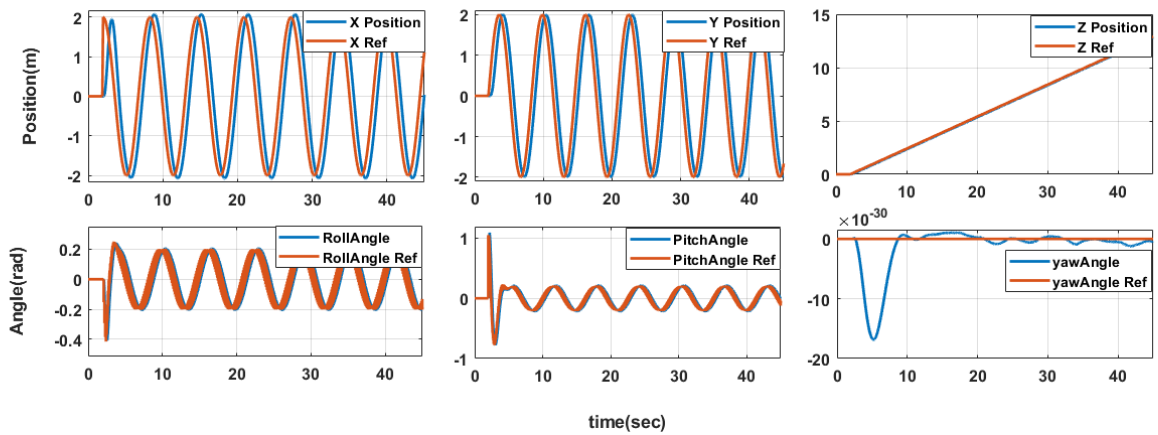 Position(m)
2
1
0
-1
-2
0 10 20 30 40
X Position
X Ref
2
1
0
-1
-2
0 10 20 30 40
Y Position
Y Ref
15
10
5
0
0 10 20 30 40
Z Position
Z Ref
Angle(rad)
0.2
0
-0.2
-0.4
0 10 20 30 40
RollAngle
RollAngle Ref
1
0
-1
0 10 20 30 40
PitchAngle
PitchAngle Ref
×10-30
0
-10
-20
0 10 20 30 40
yawAngle
yawAngle Ref
time(sec)